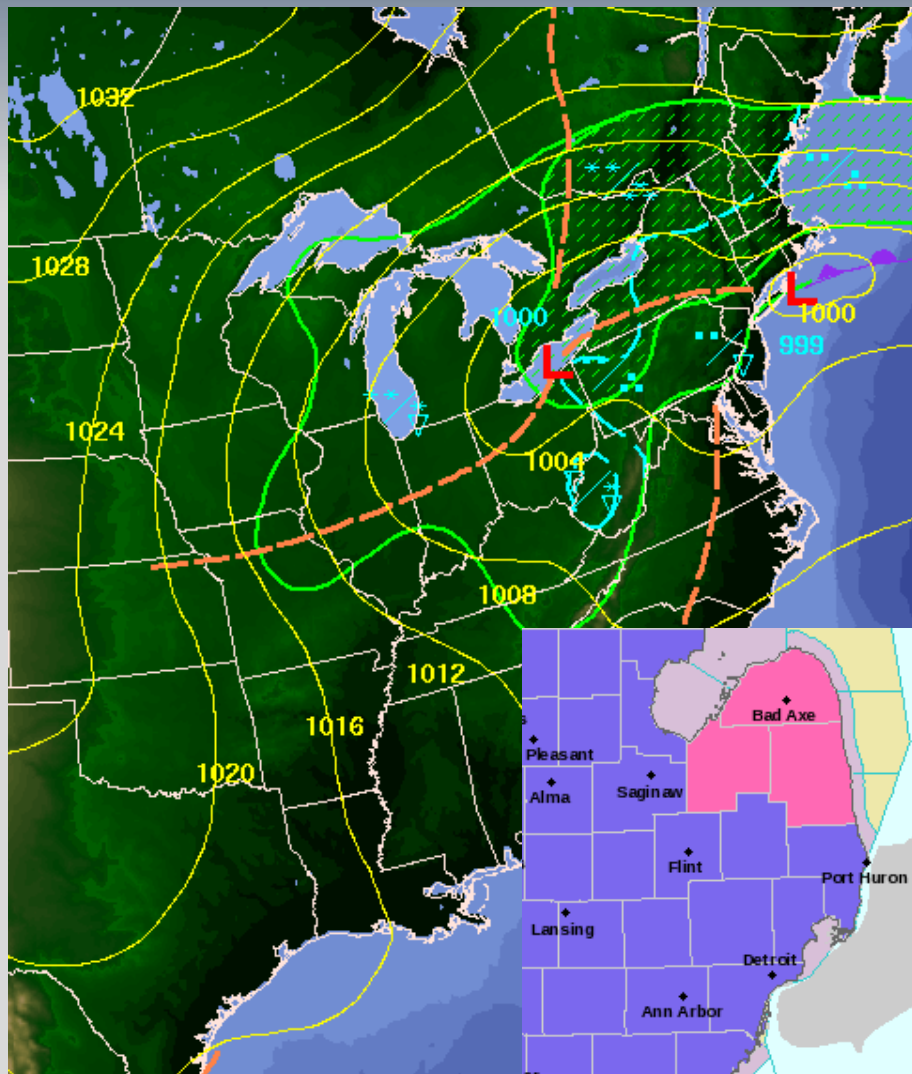 1032
1028
1000
1000
999
1024
1004
1008
1012
1016
1020
Bad Axe
Pleasant
Alma
Saginaw
Flint
Port Huron
Lansing
Detroit
Ann Arbor